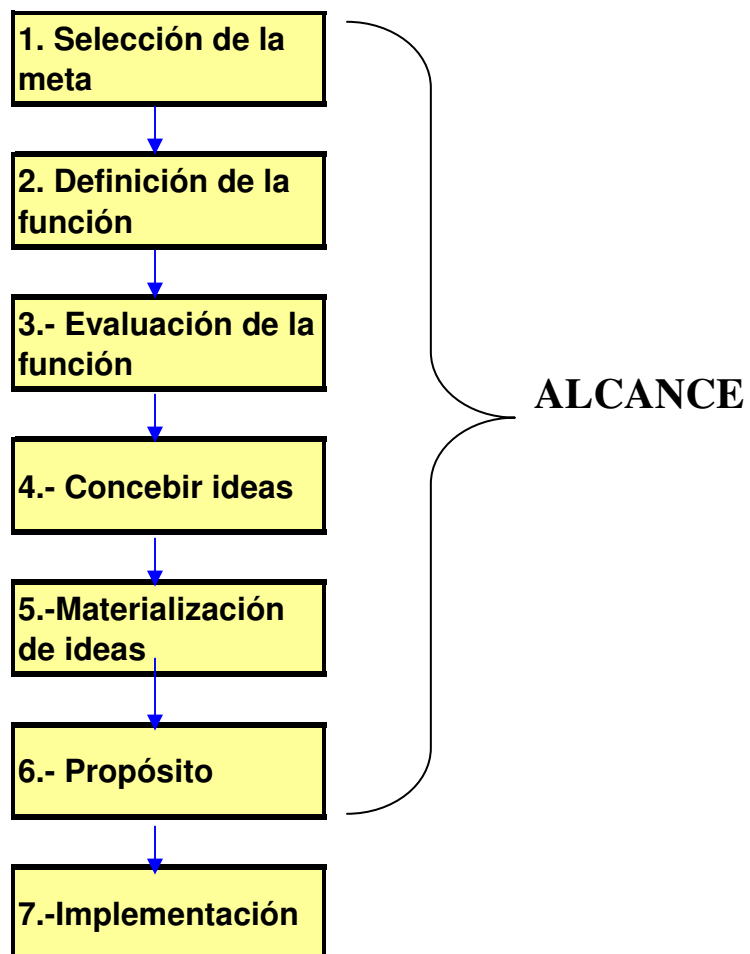 1. Selección de la
meta
2. Definición de la
función
3.- Evaluación de la
función
ALCANCE
4.- Concebir ideas
5.-Materialización
de ideas
6.- Propósito
7.-Implementación